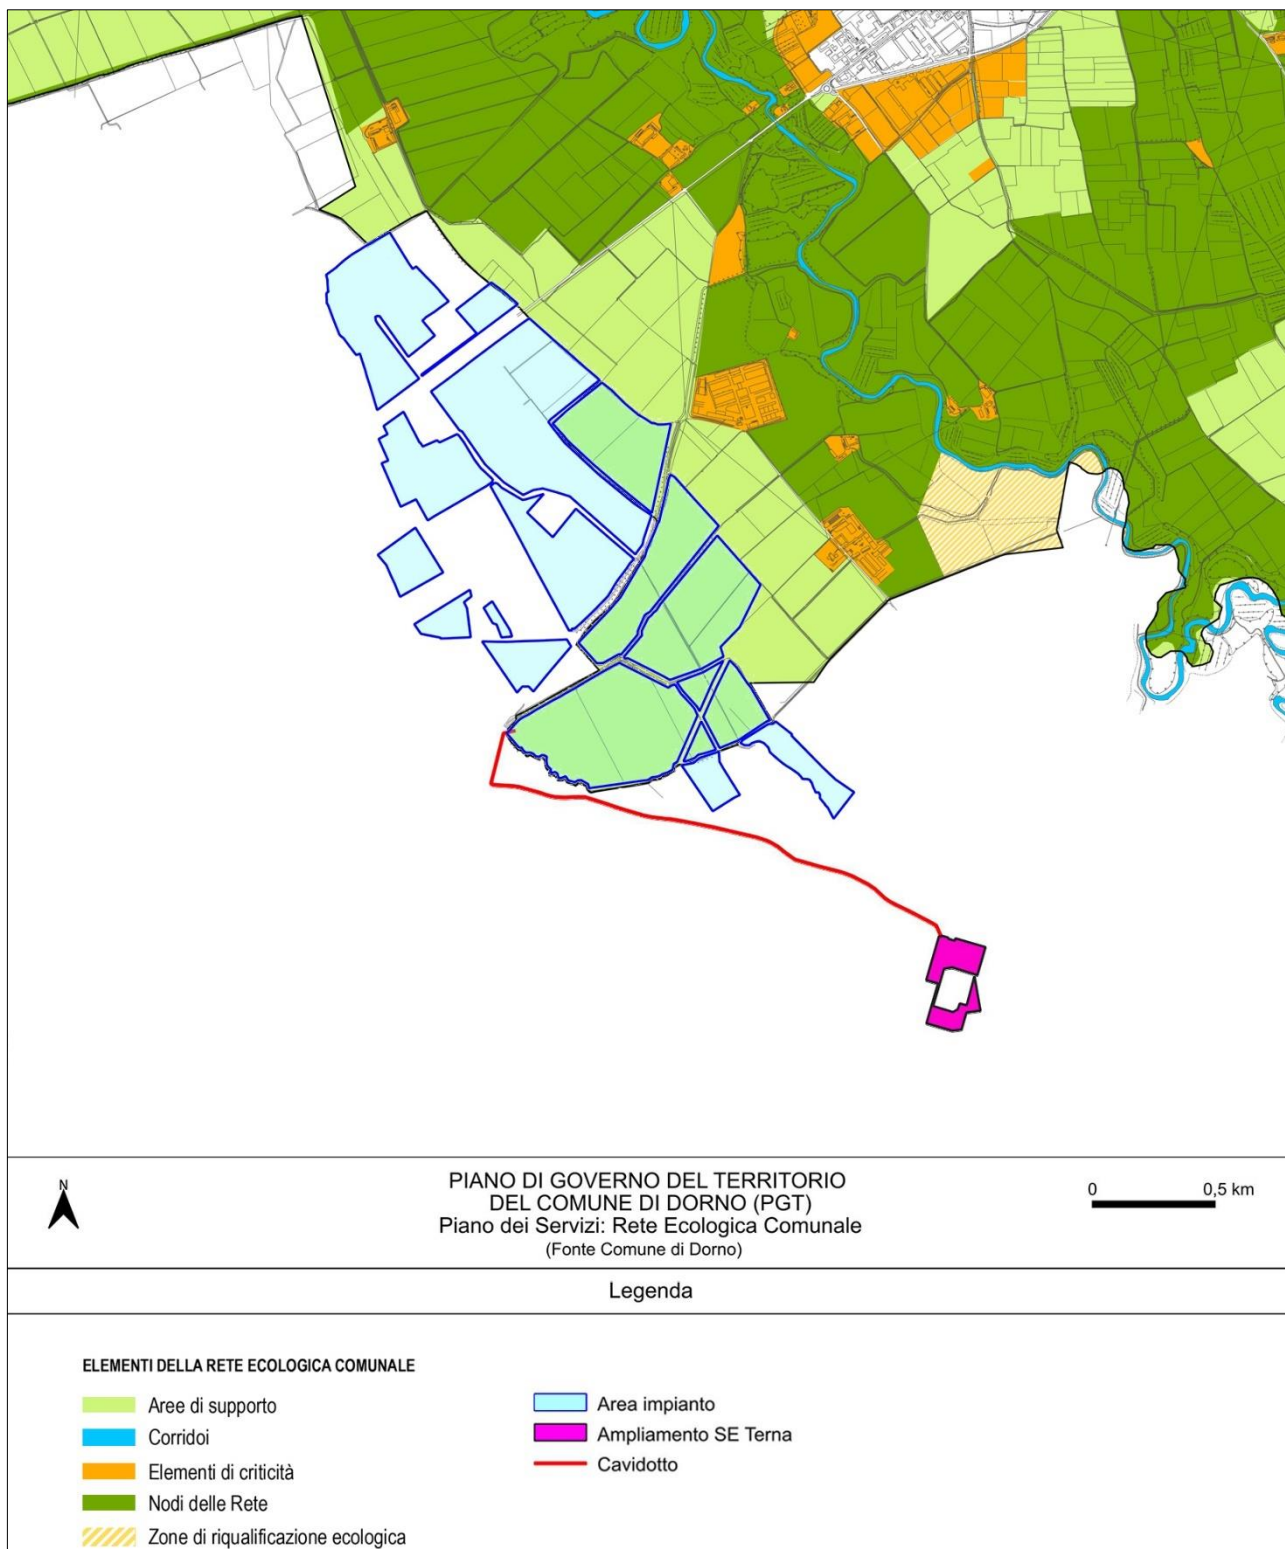 N
PIANO DI GOVERNO DEL TERRITORIO
DEL COMUNE DI DORNO (PGT)
Piano dei Servizi: Rete Ecologica Comunale
(Fonte Comune di Dorno)
0 0,5 km
Legenda
ELEMENTI DELLA RETE ECOLOGICA COMUNALE
Aree di supporto
Corridoi
Elementi di criticità
Nodi delle Rete
Zone di riqualificazione ecologica
Area impianto
Ampliamento SE Terna
Cavidotto